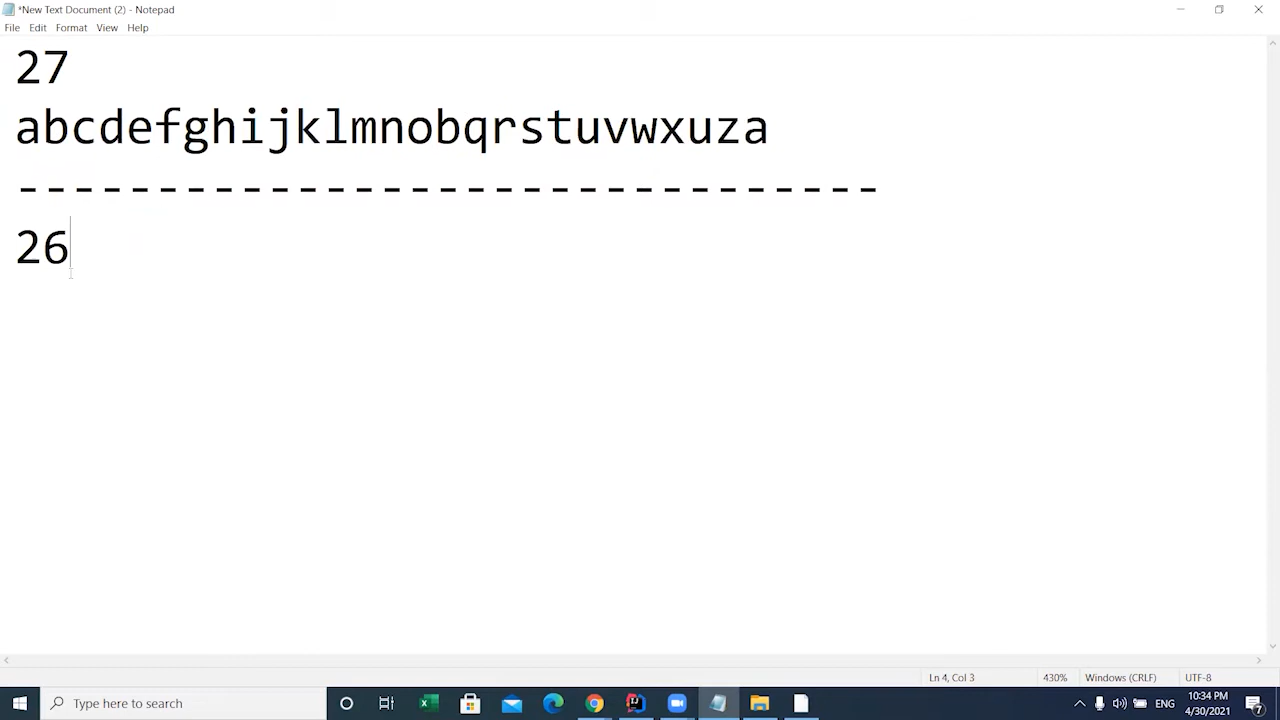 *New Text Document (2) - Notepad
File Edit Format View Help
27
abcdefghijklmnobqrstuvwxuza
-------------------------------
26
Ln 4, Col 3 430% Windows (CRLF) UTF-8
Type here to search
ENG
10:34 PM
4/30/2021
7